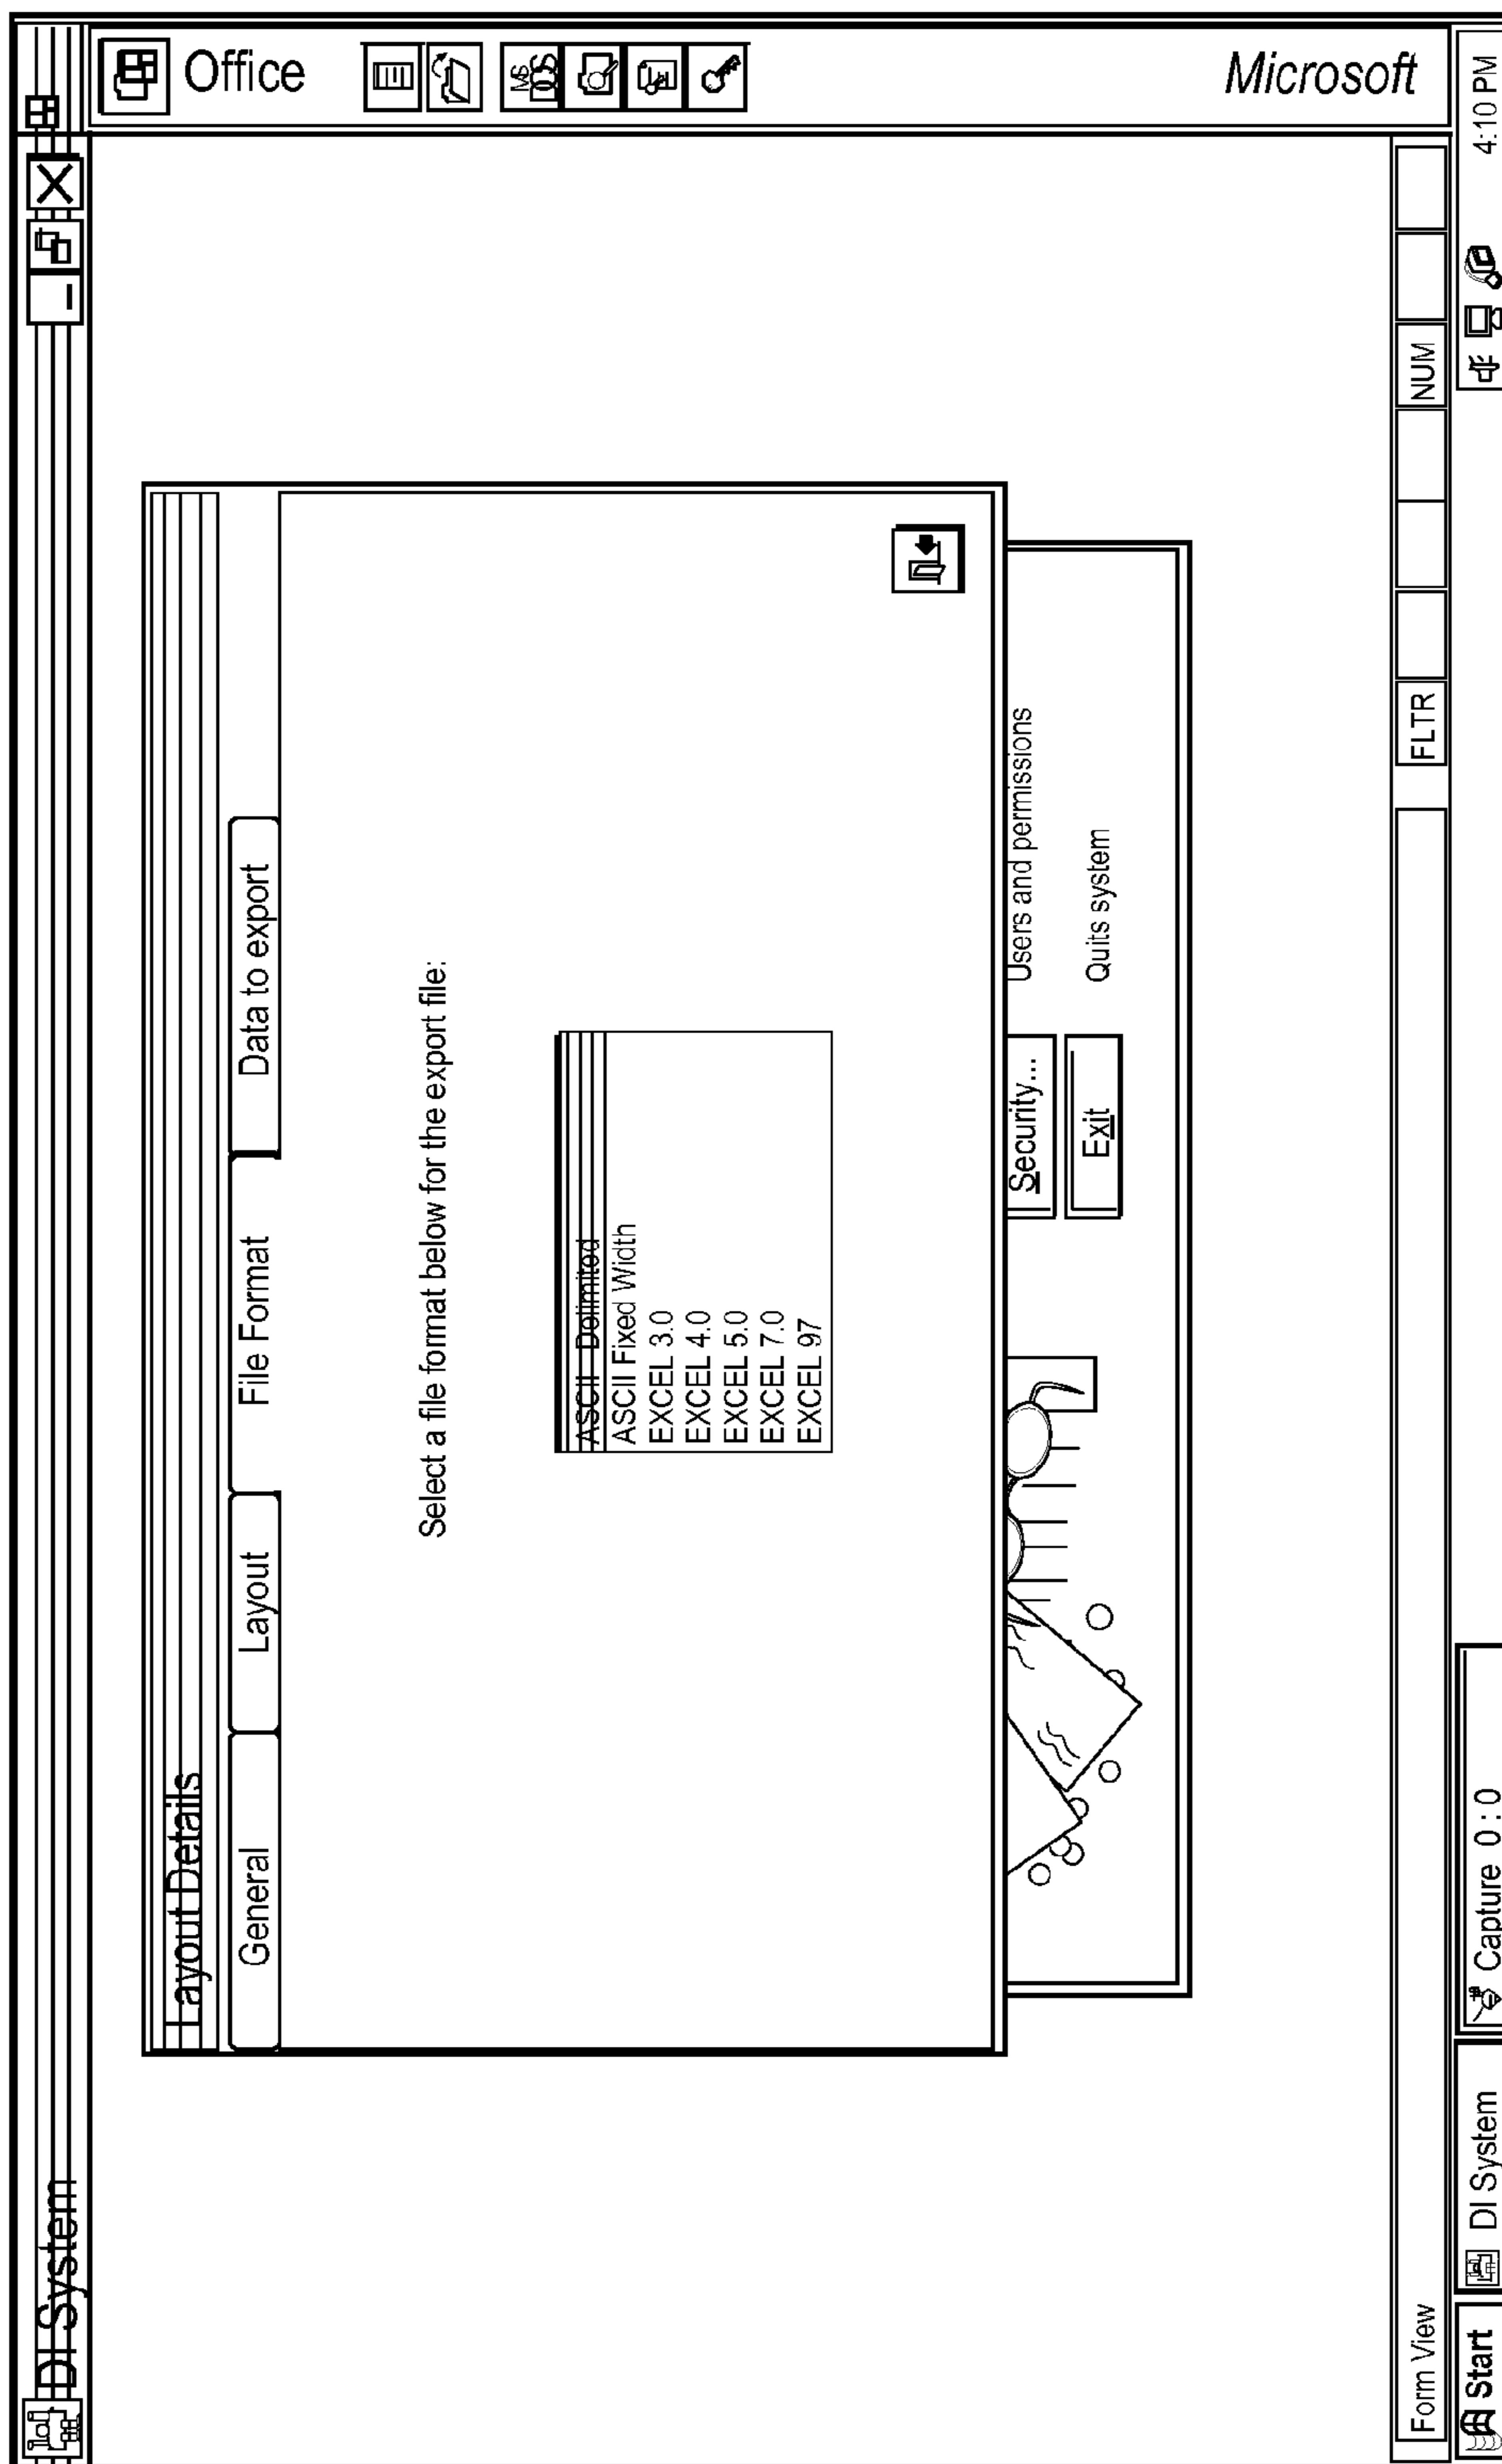 DI System
Office
MS DOS
Microsoft
Layout Details
General
Layout
File Format
Data to export
Select a file format below for the export file:
ASCII Delimited
ASCII Fixed Width
EXCEL 3.0
EXCEL 4.0
EXCEL 5.0
EXCEL 7.0
EXCEL 97
Security...
Users and permissions
Exit
Quits system
Form View
FLTR
NUM
Start
DI System
Capture 0 : 0
4:10 PM